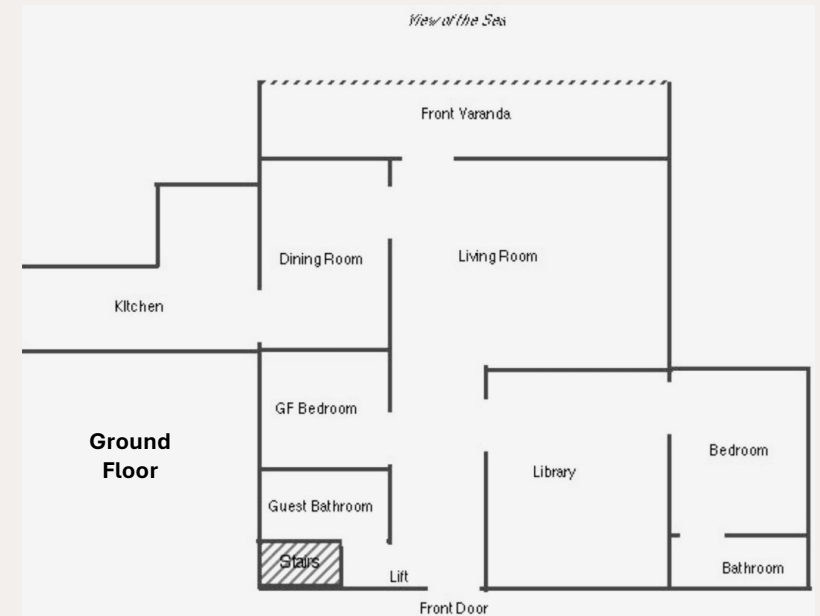 View of the Sea
Front Varanda
Dining Room
Living Room
KItchen
GF Bedroom
Ground
Floor
Bedroom
Library
Guest Bathroom
Stairs
Lift
Bathroom
Front Door